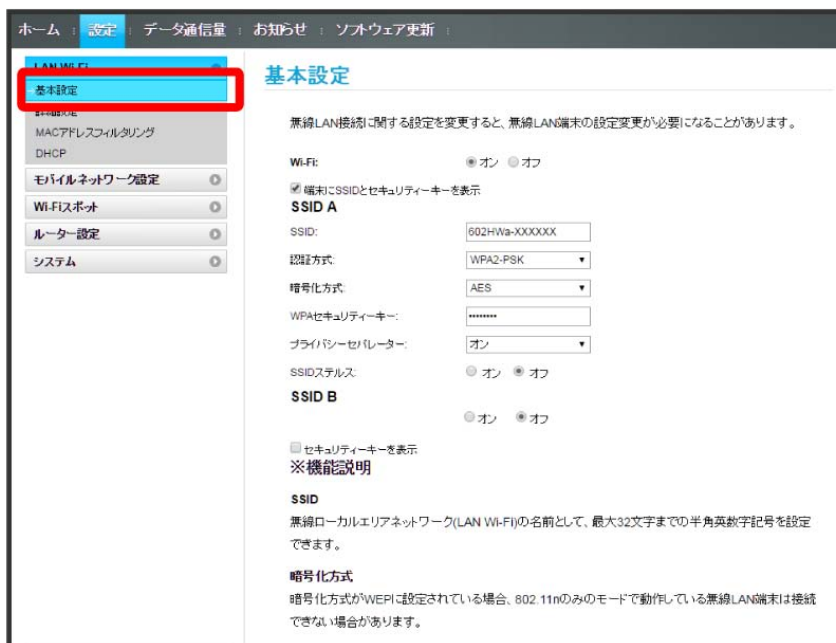 ホーム : 設定 : データ通信量 : お知らせ : ソフトウェア更新 :
LAN Wi-Fi
基本設定
詳細設定
MACアドレスフィルタリング
DHCP
モバイルネットワーク設定
Wi-Fiスポット
ルーター設定
システム
基本設定
無線LAN接続に関する設定を変更すると、無線LAN端末の設定変更が必要になることがあります。
Wi-Fi: オン オフ
端末にSSIDとセキュリティーキーを表示
SSID A
SSID: 602HWa-XXXXXX
認証方式: WPA2-PSK
暗号化方式: AES
WPAセキュリティーキー: ••••••••
プライバシーセパレーター: オン
SSIDステルス: オン オフ
SSID B
オン オフ
セキュリティーキーを表示
※機能説明
SSID
無線ローカルエリアネットワーク(LAN Wi-Fi)の名前として、最大32文字までの半角英数字記号を設定
できます。
暗号化方式
暗号化方式がWEPに設定されている場合、802.11nのみのモードで動作している無線LAN端末は接続
できない場合があります。